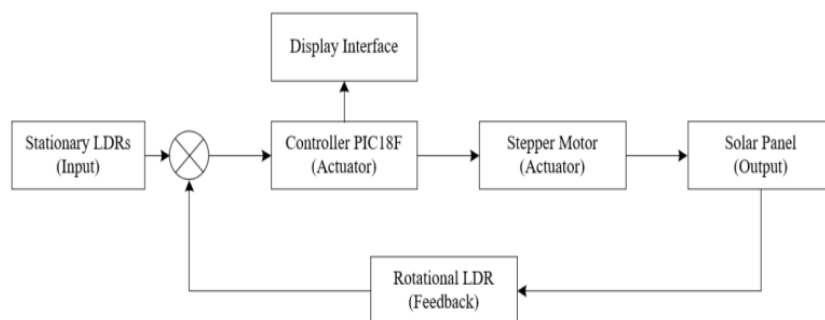 Display Interface
Stationary LDRs
(Input)
Controller PIC18F
(Actuator)
Stepper Motor
(Actuator)
Solar Panel
(Output)
Rotational LDR
(Feedback)